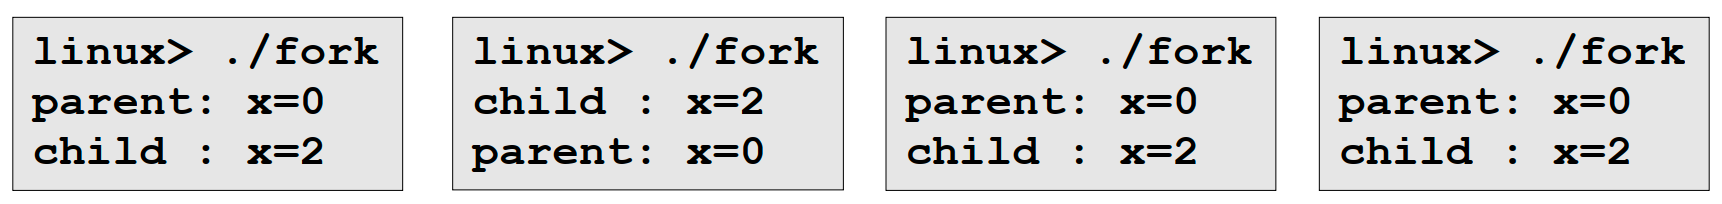 linux> ./fork
parent: x=0
child : x=2
linux> ./fork
child : x=2
parent: x=0
linux> ./fork
parent: x=0
child : x=2
linux> ./fork
parent: x=0
child : x=2